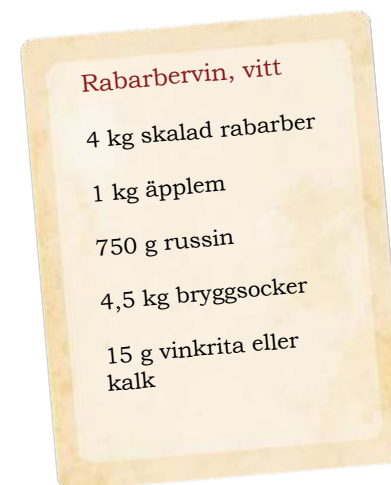 Rabarbervin, vitt
4 kg skalad rabarber
1 kg äpplem
750 g russin
4,5 kg bryggsocker
15 g vinkrita eller
kalk